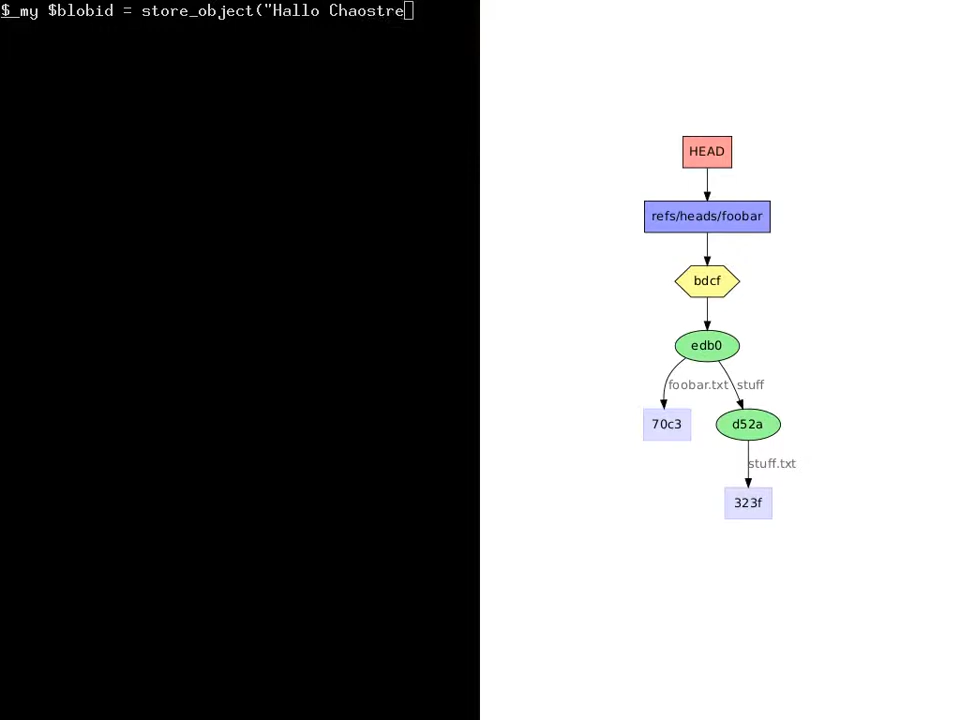 $ my $blobid = store_object("Hallo Chaostre
HEAD
refs/heads/foobar
bdcf
edb0
foobar.txt stuff
70c3 d52a
stuff.txt
323f